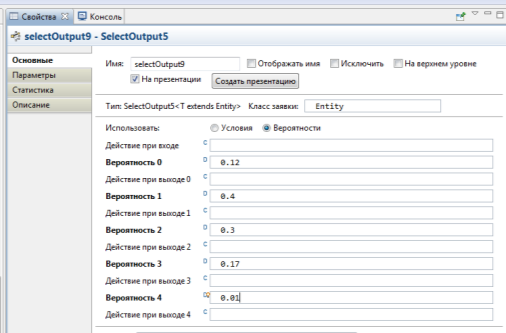 Свойства Консоль
selectOutput9 - SelectOutput5
Основные
Параметры
Статистика
Описание
Имя: selectOutput9 Отображать имя Исключить На верхнем уровне
На презентации Создать презентацию
Тип: SelectOutput5<T extends Entity> Класс заявки: Entity
Использовать: Условия Вероятности
Действие при входе C
Вероятность 0 D 0.12
Действие при выходе 0 C
Вероятность 1 D 0.4
Действие при выходе 1 C
Вероятность 2 D 0.3
Действие при выходе 2 C
Вероятность 3 D 0.17
Действие при выходе 3 C
Вероятность 4 D 0.01
Действие при выходе 4 C